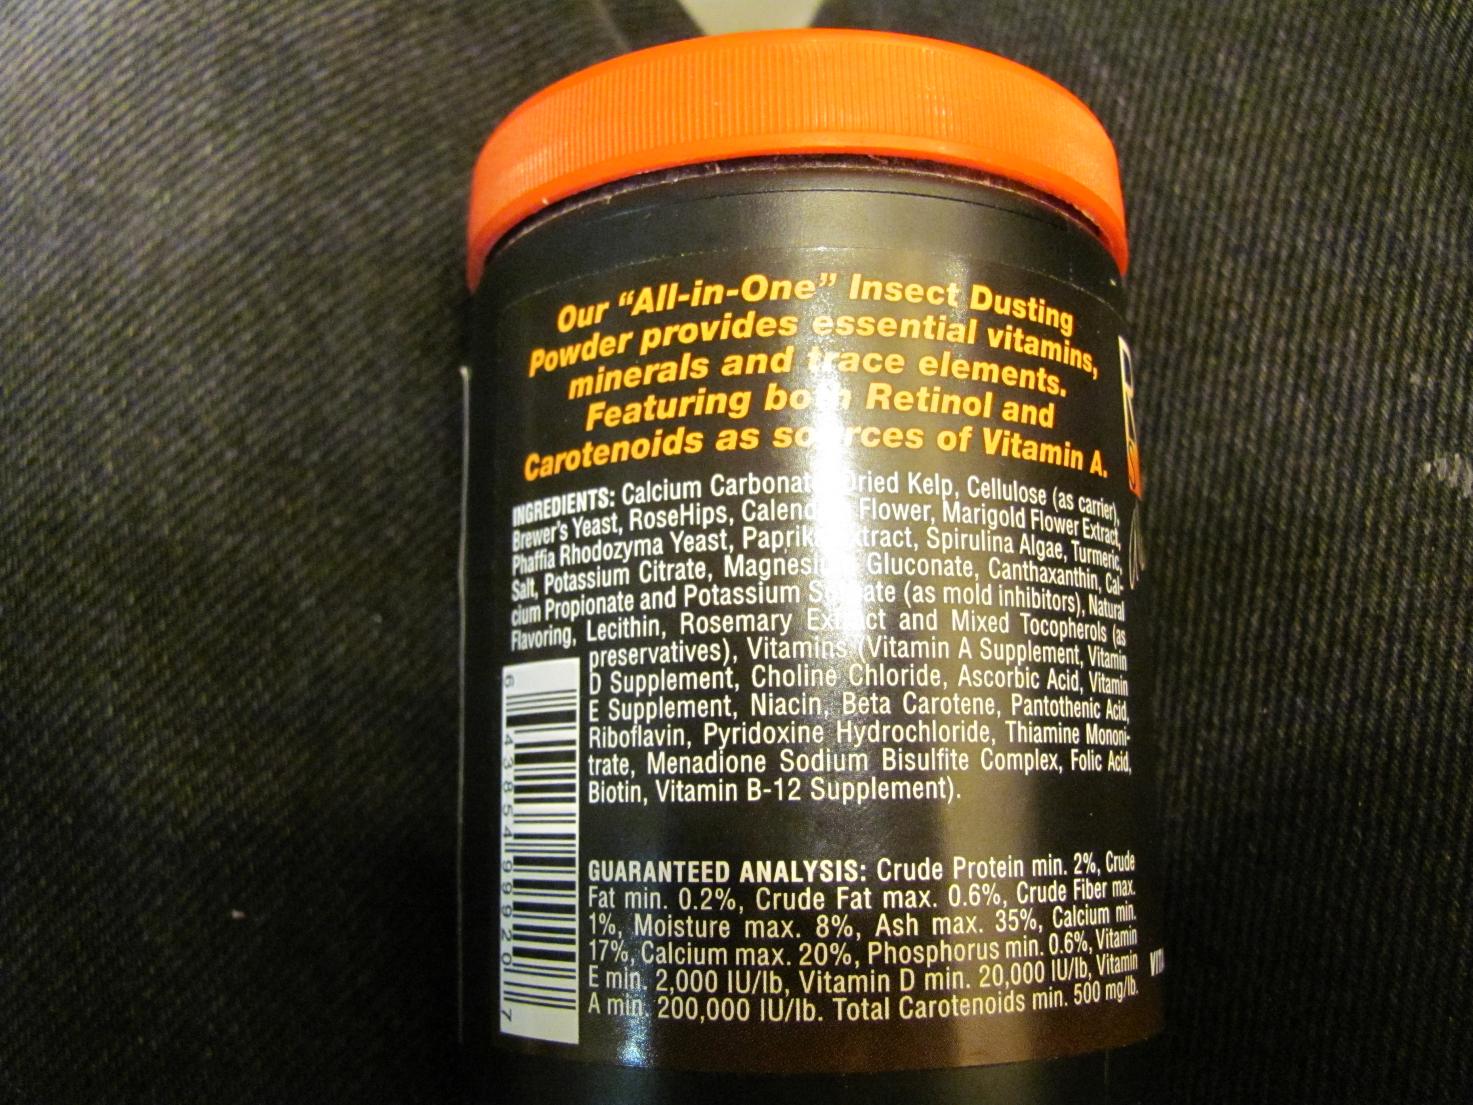 Our “All-in-One” Insect Dusting
Powder provides essential vitamins,
minerals and trace elements.
Featuring both Retinol and
Carotenoids as sources of Vitamin A.
INGREDIENTS: Calcium Carbonate, Dried Kelp, Cellulose (as carrier),
Brewer's Yeast, RoseHips, Calendula Flower, Marigold Flower Extract,
Phaffia Rhodozyma Yeast, Paprika Extract, Spirulina Algae, Turmeric,
Salt, Potassium Citrate, Magnesium Gluconate, Canthaxanthin, Cal-
cium Propionate and Potassium Sorbate (as mold inhibitors), Natural
Flavoring, Lecithin, Rosemary Extract and Mixed Tocopherols (as
preservatives), Vitamins (Vitamin A Supplement, Vitamin
D Supplement, Choline Chloride, Ascorbic Acid, Vitamin
E Supplement, Niacin, Beta Carotene, Pantothenic Acid,
Riboflavin, Pyridoxine Hydrochloride, Thiamine Mononi-
trate, Menadione Sodium Bisulfite Complex, Folic Acid,
Biotin, Vitamin B-12 Supplement).
GUARANTEED ANALYSIS: Crude Protein min. 2%, Crude
Fat min. 0.2%, Crude Fat max. 0.6%, Crude Fiber max.
1%, Moisture max. 8%, Ash max. 35%, Calcium min.
17%, Calcium max. 20%, Phosphorus min. 0.6%, Vitamin
E min. 2,000 IU/lb, Vitamin D min. 20,000 IU/lb, Vitamin
A min. 200,000 IU/lb. Total Carotenoids min. 500 mg/lb.
6 43854 99920 7